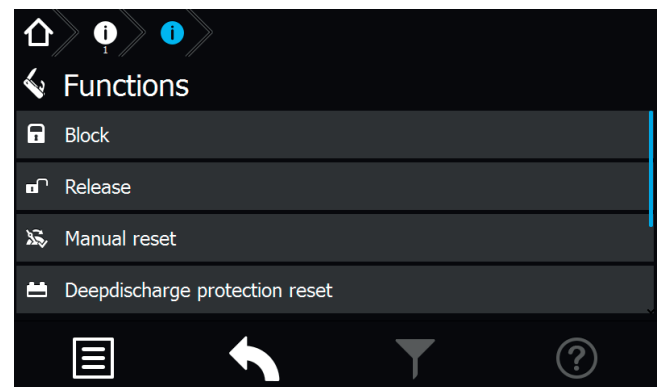 1
Functions
Block
Release
Manual reset
Deepdischarge protection reset